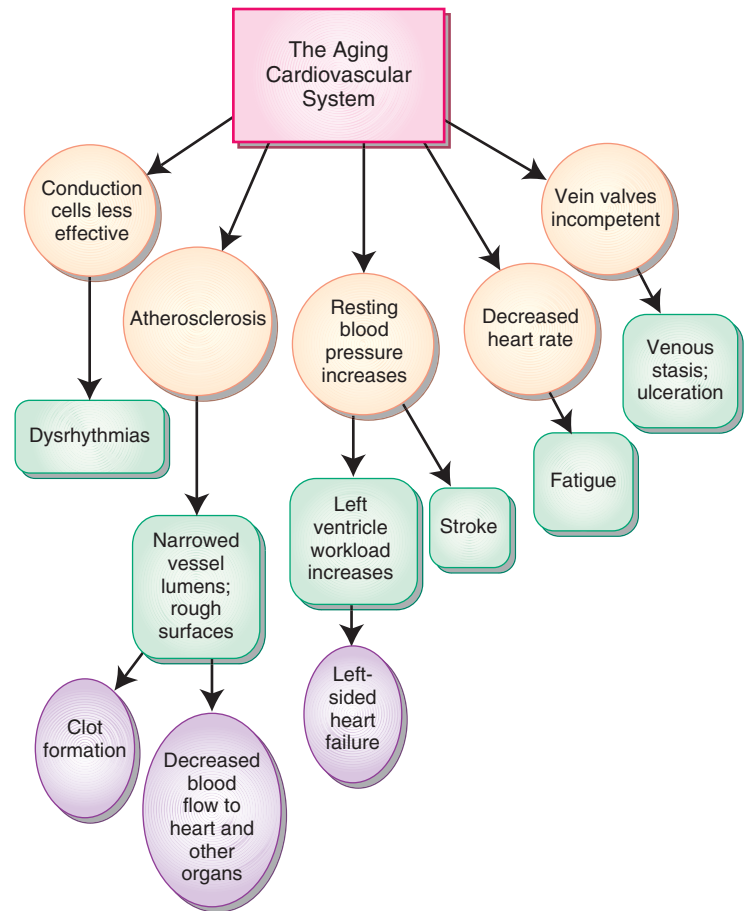 The Aging
Cardiovascular
System
Conduction
cells less
effective
Dysrhythmias
Atherosclerosis
Narrowed
vessel
lumens;
rough
surfaces
Clot
formation
Decreased
blood
flow to
heart and
other
organs
Resting
blood
pressure
increases
Left
ventricle
workload
increases
Left-
sided
heart
failure
Stroke
Decreased
heart rate
Fatigue
Vein valves
incompetent
Venous
stasis;
ulceration